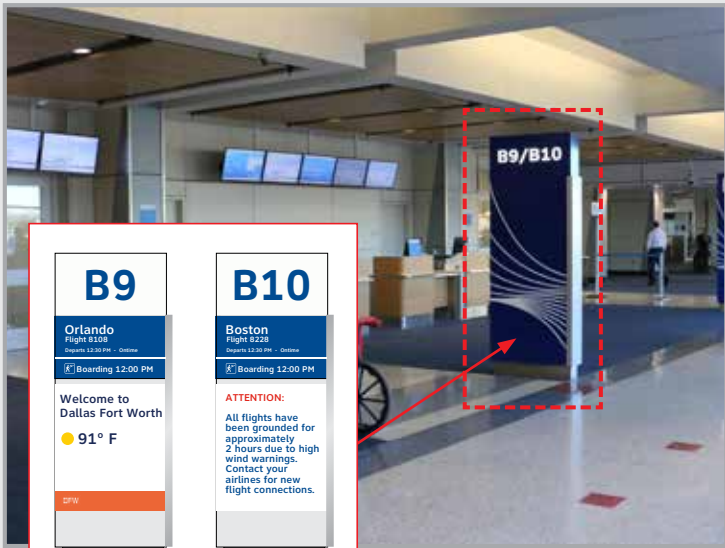 B9/B10
B9
Orlando
Flight 8108
Departs 12:30 PM - Ontime
Boarding 12:00 PM
Welcome to
Dallas Fort Worth
91° F
DFW
B10
Boston
Flight 8228
Departs 12:30 PM - Ontime
Boarding 12:00 PM
ATTENTION:
All flights have
been grounded for
approximately
2 hours due to high
wind warnings.
Contact your
airlines for new
flight connections.